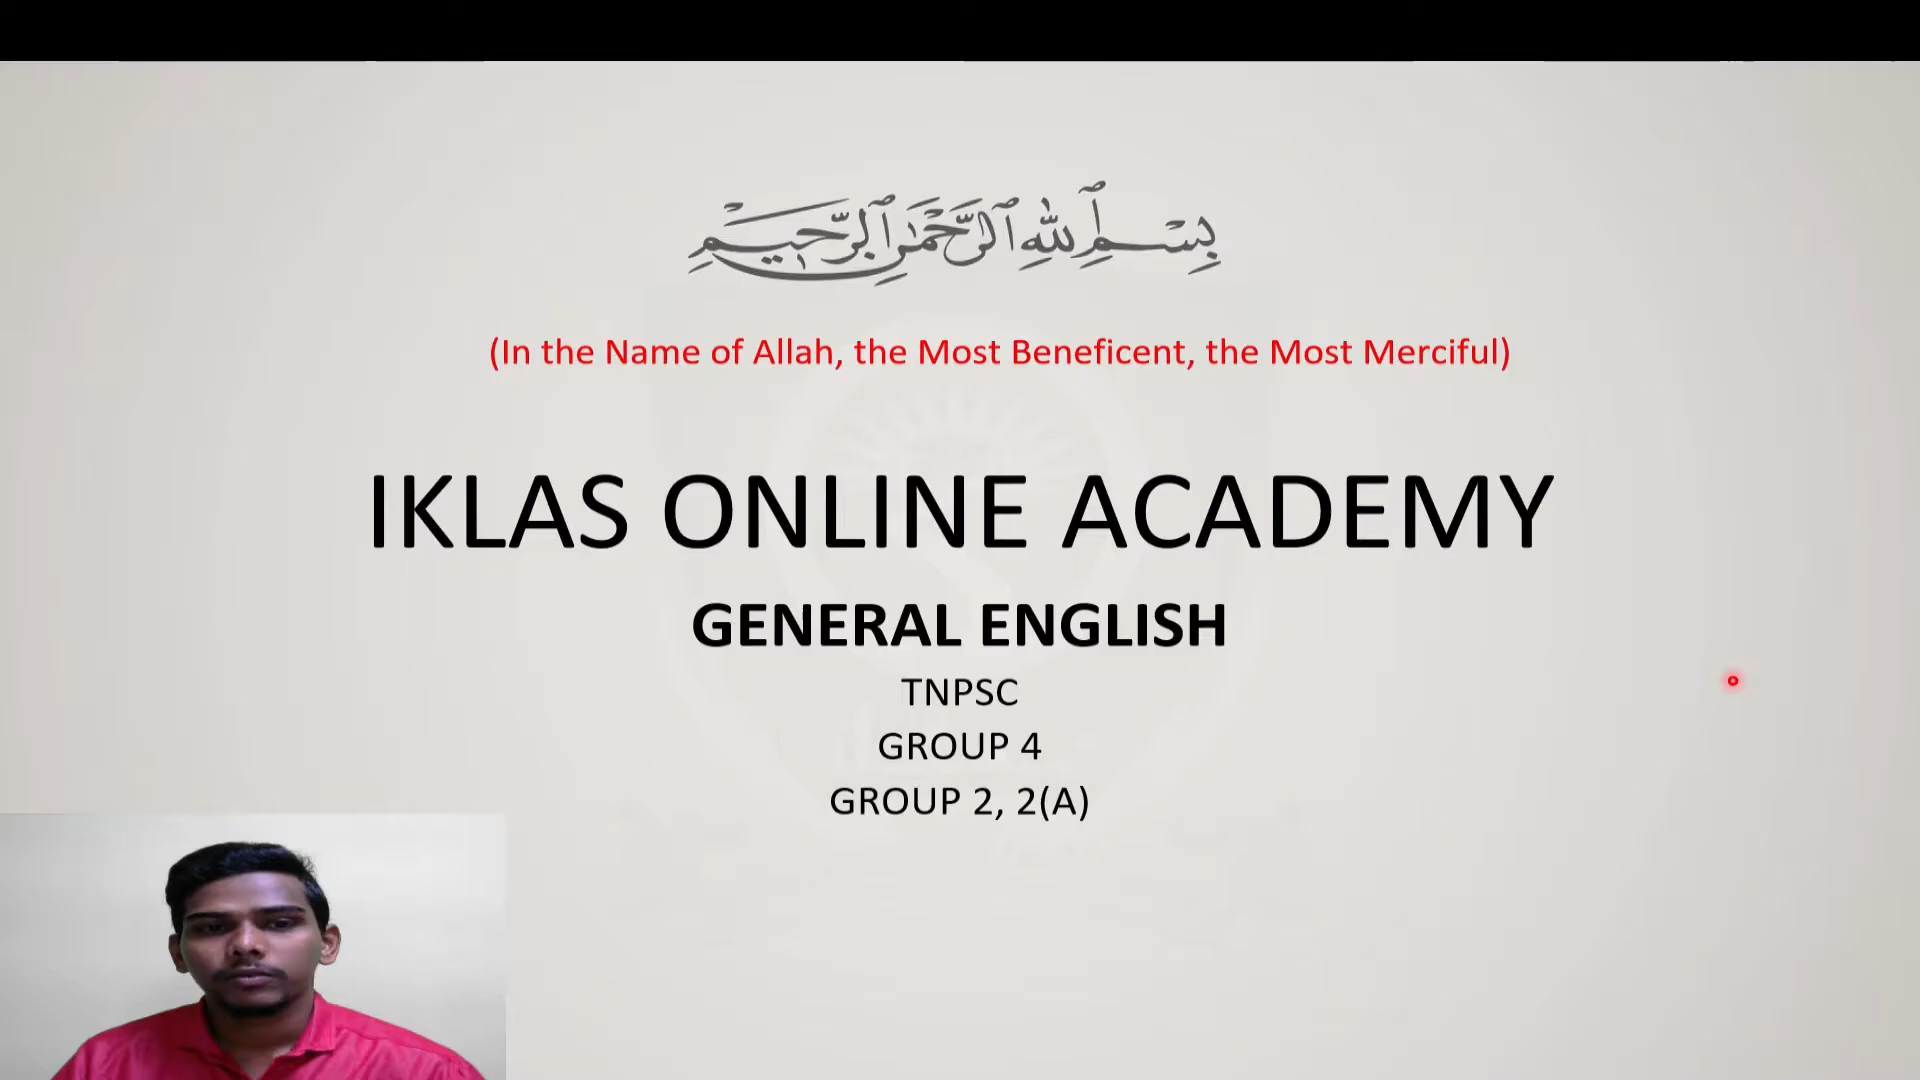 بِسْمِ ٱللَّهِ ٱلرَّحْمَٰنِ ٱلرَّحِيمِ
(In the Name of Allah, the Most Beneficent, the Most Merciful)
IKLAS ONLINE ACADEMY
GENERAL ENGLISH
TNPSC
GROUP 4
GROUP 2, 2(A)